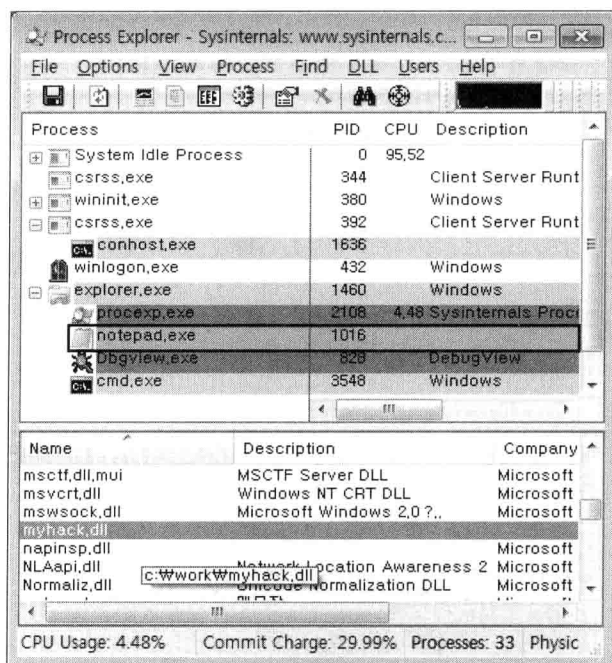 Process Explorer - Sysinternals: www.sysinternals.c...
File Options View Process Find DLL Users Help
Process PID CPU Description
System Idle Process 0 95,52
csrss,exe 344 Client Server Runt
wininit,exe 380 Windows
csrss,exe 392 Client Server Runt
conhost,exe 1636
winlogon,exe 432 Windows
explorer,exe 1460 Windows
procexp,exe 2108 4,48 Sysinternals Proc
notepad,exe 1016
Dbgview,exe 828 DebugView
cmd,exe 3548 Windows
Name Description Company
msctf,dll,mui MSCTF Server DLL Microsoft
msvcrt,dll Windows NT CRT DLL Microsoft
mswsock,dll Microsoft Windows 2,0 ?,, Microsoft
myhack,dll
napinsp,dll Microsoft
NLAapi,dll Network Location Awareness 2 Microsoft
c:₩work₩myhack,dll
Normaliz,dll Unicode Normalization DLL Microsoft
CPU Usage: 4.48% Commit Charge: 29.99% Processes: 33 Physic